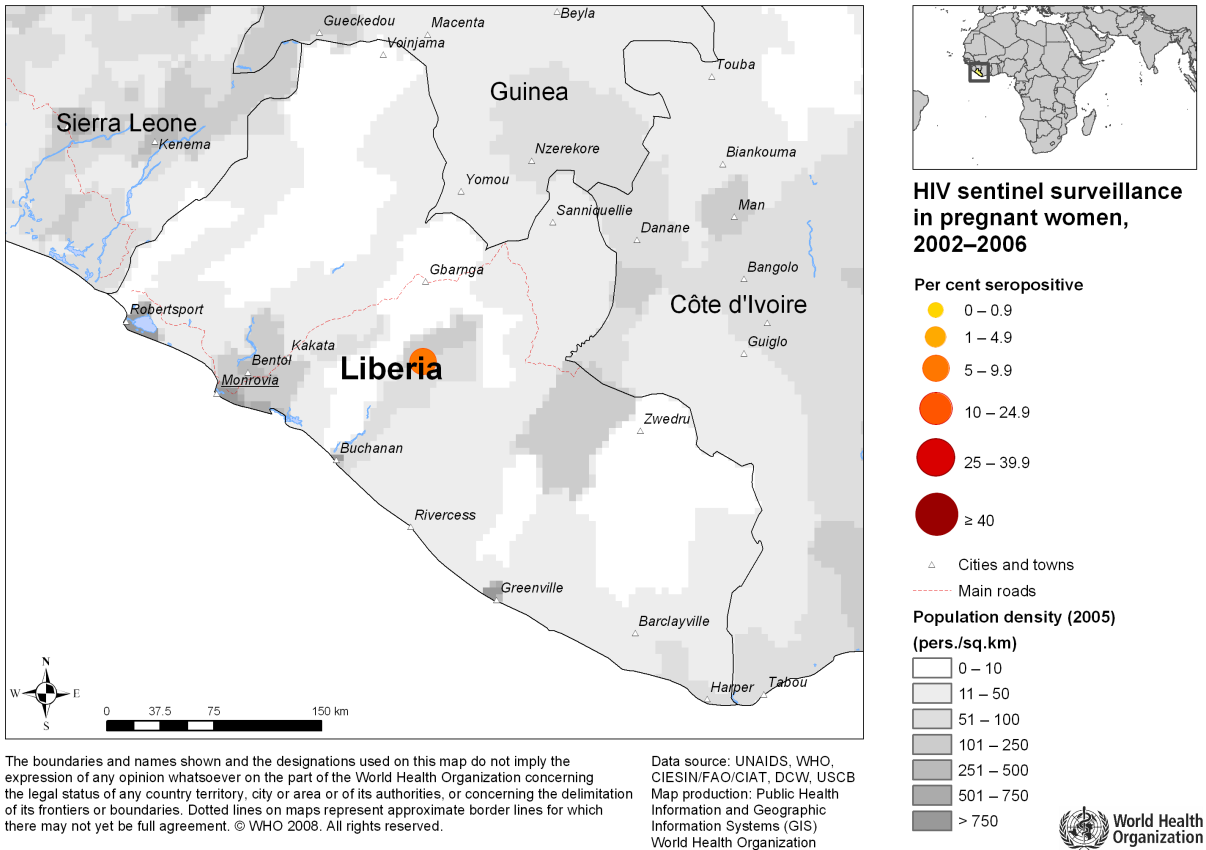 Gueckedou
Macenta
Beyla
Voinjama
Touba
Guinea
Sierra Leone
Kenema
Nzerekore
Biankouma
Yomou
Sanniquellie
Man
Danane
Gbarnga
Bangolo
Côte d'Ivoire
Robertsport
Kakata
Guiglo
Bentol
Liberia
Monrovia
Zwedru
Buchanan
Rivercess
Greenville
Barclayville
Harper
Tabou
N
W
E
S
0 37.5 75 150 km
HIV sentinel surveillance
in pregnant women,
2002–2006
Per cent seropositive
0 – 0.9
1 – 4.9
5 – 9.9
10 – 24.9
25 – 39.9
≥ 40
Cities and towns
Main roads
Population density (2005)
(pers./sq.km)
0 – 10
11 – 50
51 – 100
101 – 250
251 – 500
501 – 750
> 750
The boundaries and names shown and the designations used on this map do not imply the
expression of any opinion whatsoever on the part of the World Health Organization concerning
the legal status of any country territory, city or area or of its authorities, or concerning the delimitation
of its frontiers or boundaries. Dotted lines on maps represent approximate border lines for which
there may not yet be full agreement. © WHO 2008. All rights reserved.
Data source: UNAIDS, WHO,
CIESIN/FAO/CIAT, DCW, USCB
Map production: Public Health
Information and Geographic
Information Systems (GIS)
World Health Organization
World Health
Organization